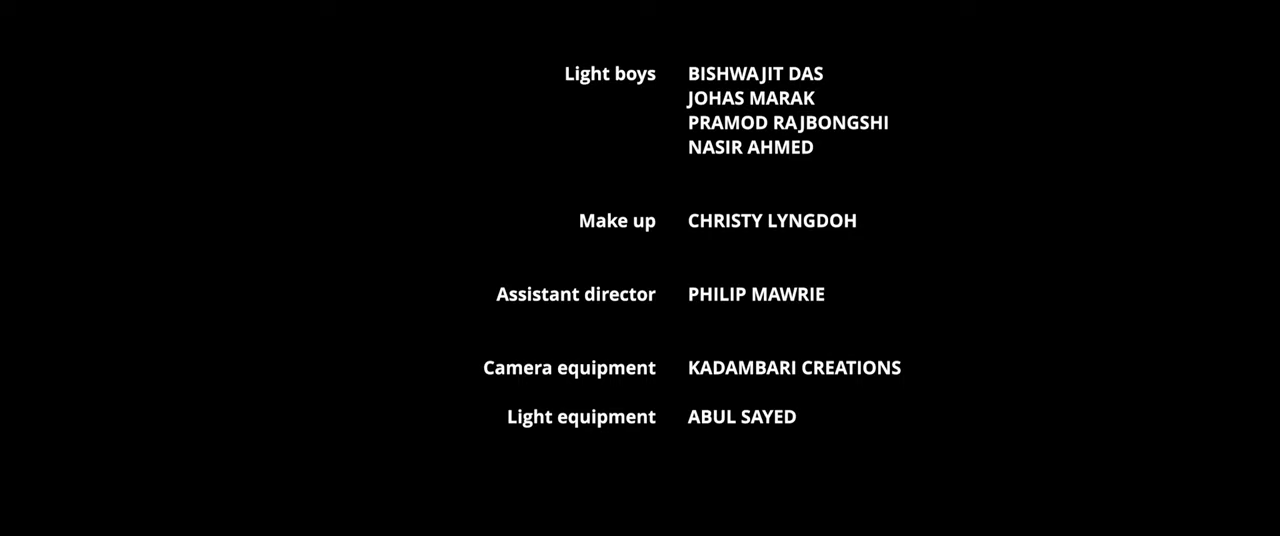 Light boys BISHWAJIT DAS
JOHAS MARAK
PRAMOD RAJBONGSHI
NASIR AHMED
Make up CHRISTY LYNGDOH
Assistant director PHILIP MAWRIE
Camera equipment KADAMBARI CREATIONS
Light equipment ABUL SAYED